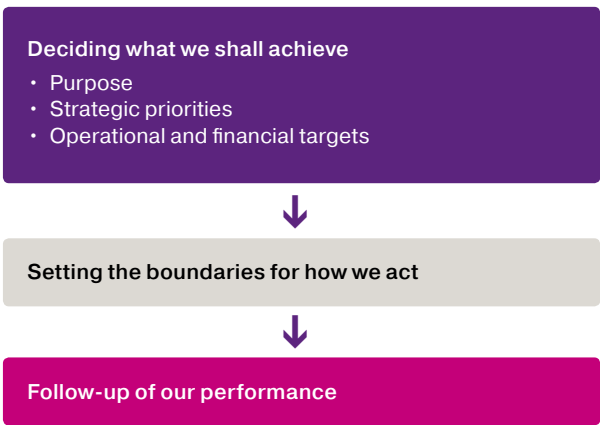 Deciding what we shall achieve
• Purpose
• Strategic priorities
• Operational and financial targets
Setting the boundaries for how we act
Follow-up of our performance